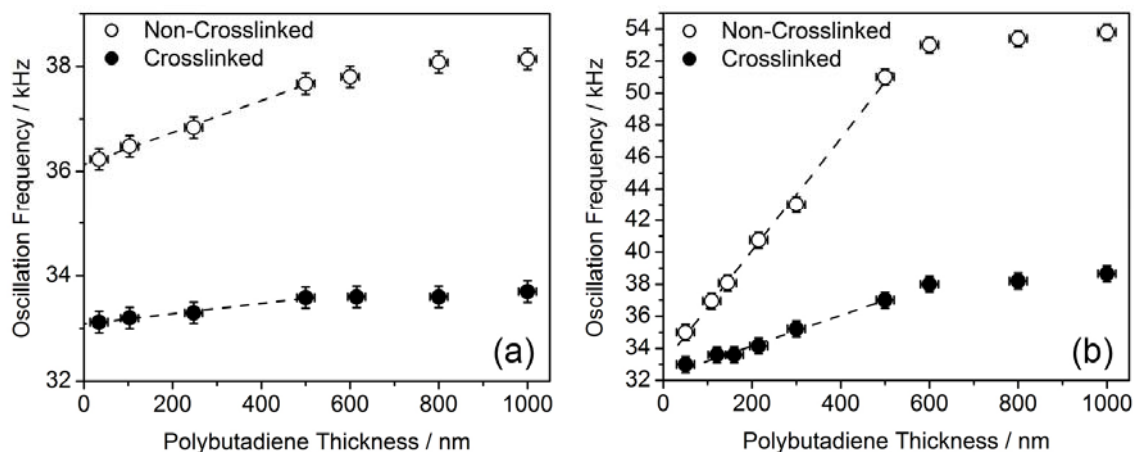 Non-Crosslinked
Crosslinked
38
36
34
32
Oscillation Frequency / kHz
0 200 400 600 800 1000
Polybutadiene Thickness / nm
(a)
Non-Crosslinked
Crosslinked
54
52
50
48
46
44
42
40
38
36
34
32
Oscillation Frequency / kHz
0 200 400 600 800 1000
Polybutadiene Thickness / nm
(b)